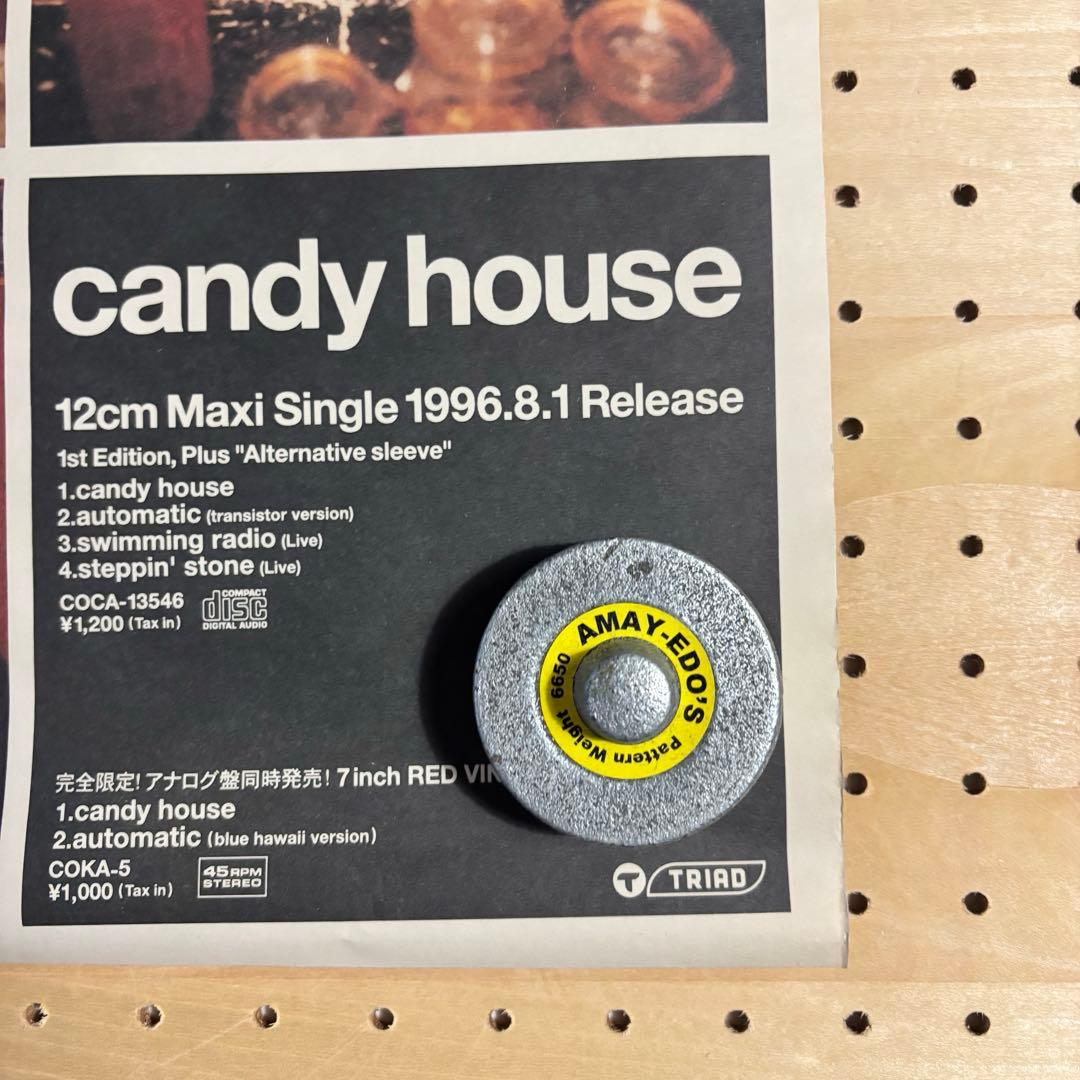 candy house
12cm Maxi Single 1996.8.1 Release
1st Edition, Plus "Alternative sleeve"
1.candy house
2.automatic (transistor version)
3.swimming radio (Live)
4.steppin' stone (Live)
COCA-13546
¥1,200 (Tax in)
COMPACT
disc
DIGITAL AUDIO
AMAY-EDO'S
Pattern Weight 6650
完全限定! アナログ盤同時発売! 7inch RED
1.candy house
2.automatic (blue hawaii version)
COKA-5
¥1,000 (Tax in)
45RPM
STEREO
T TRIAD